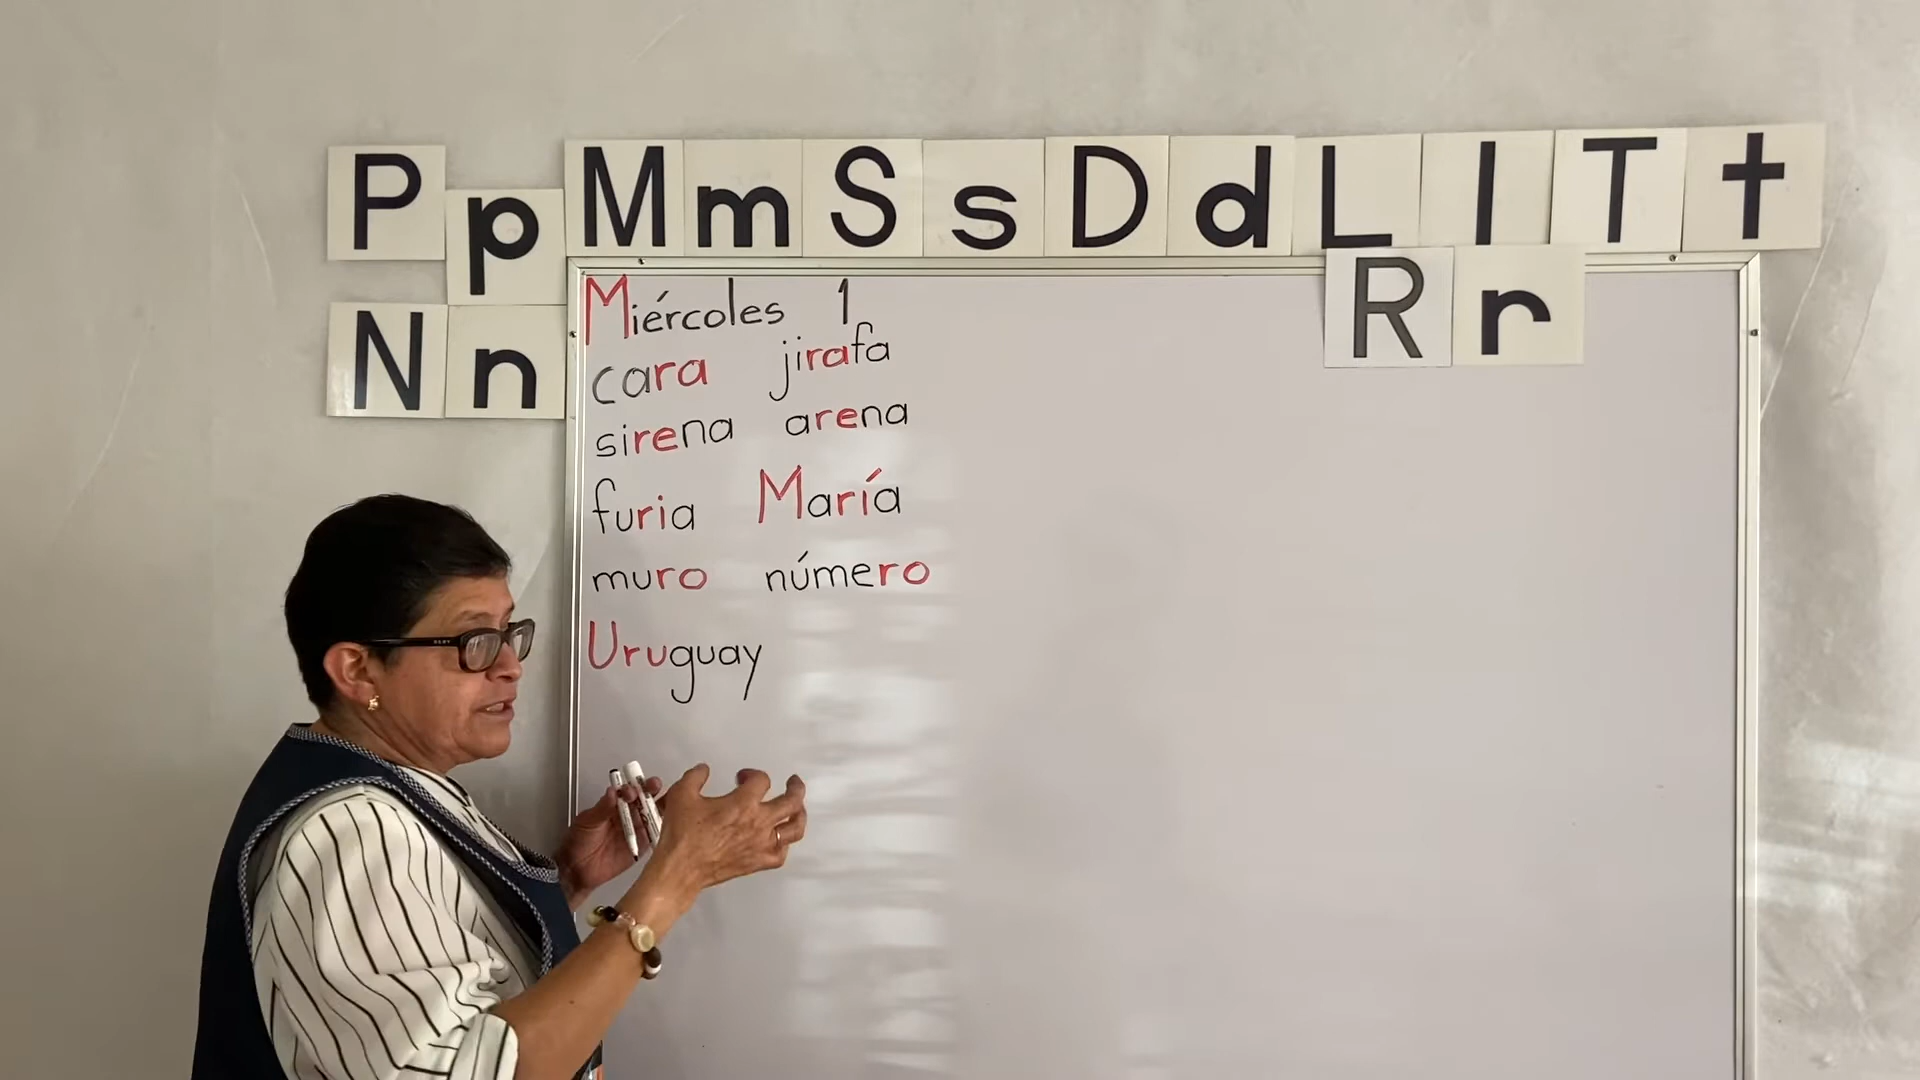 P p M m S s D d L l T t
R r
N n
Miércoles 1
cara jirafa
sirena arena
furia María
muro número
Uruguay